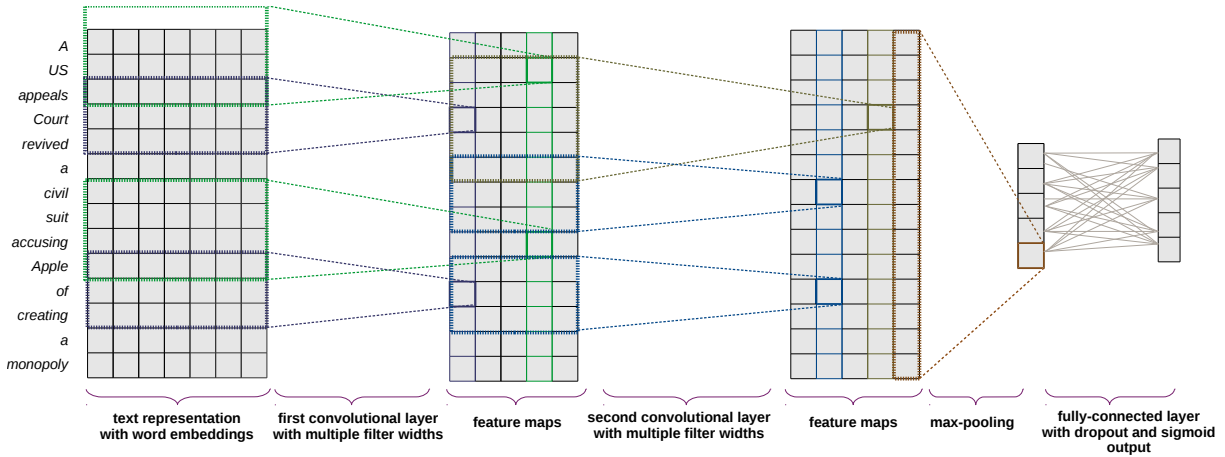 A
US
appeals
Court
revived
a
civil
suit
accusing
Apple
of
creating
a
monopoly
text representation
with word embeddings
first convolutional layer
with multiple filter widths
feature maps
second convolutional layer
with multiple filter widths
feature maps
max-pooling
fully-connected layer
with dropout and sigmoid
output